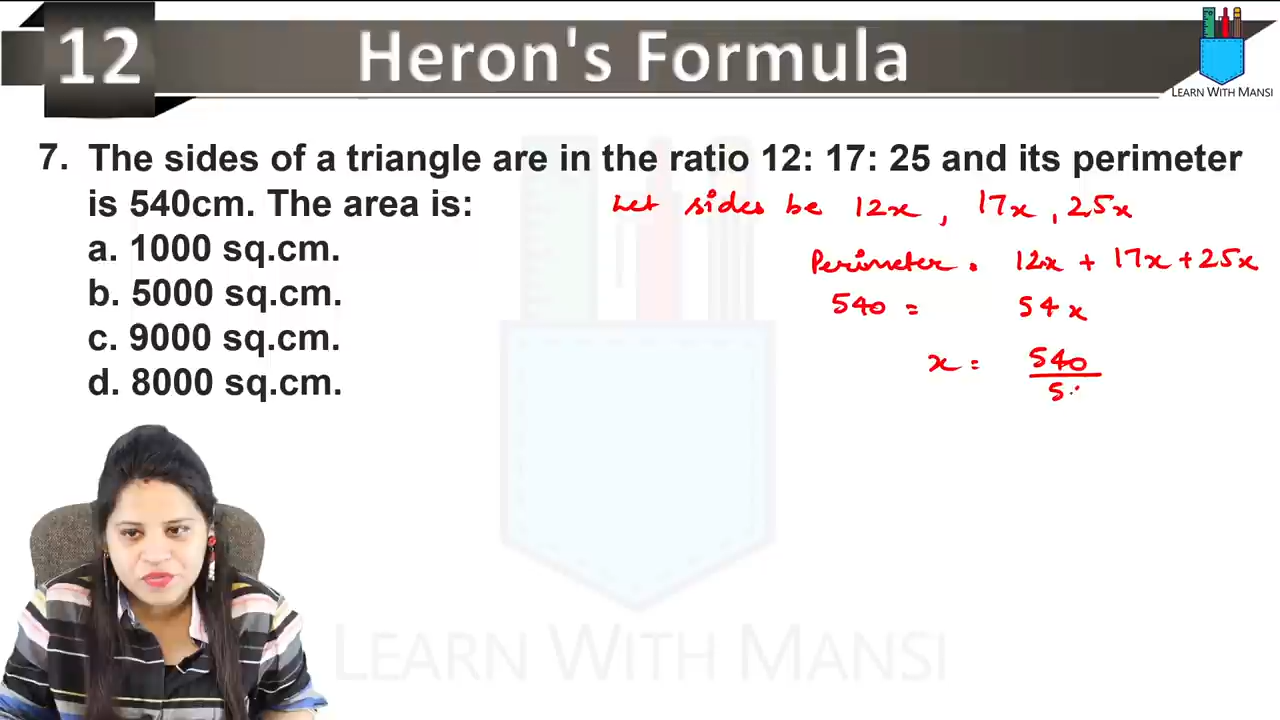 12 Heron's Formula
LEARN WITH MANSI
7. The sides of a triangle are in the ratio 12: 17: 25 and its perimeter
is 540cm. The area is:
Let sides be 12x, 17x, 25x
a. 1000 sq.cm.
Perimeter = 12x + 17x + 25x
b. 5000 sq.cm.
540 = 54x
c. 9000 sq.cm.
x = 540
5
d. 8000 sq.cm.
LEARN WITH MANSI